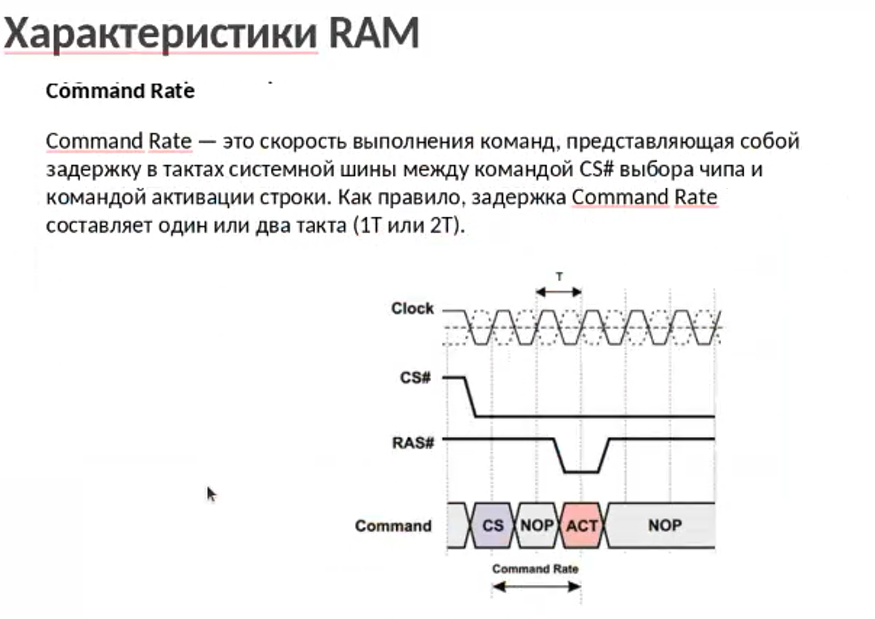 Характеристики RAM
Command Rate
Command Rate — это скорость выполнения команд, представляющая собой
задержку в тактах системной шины между командой CS# выбора чипа и
командой активации строки. Как правило, задержка Command Rate
составляет один или два такта (1T или 2T).
T
Clock
CS#
RAS#
Command CS NOP ACT NOP
Command Rate